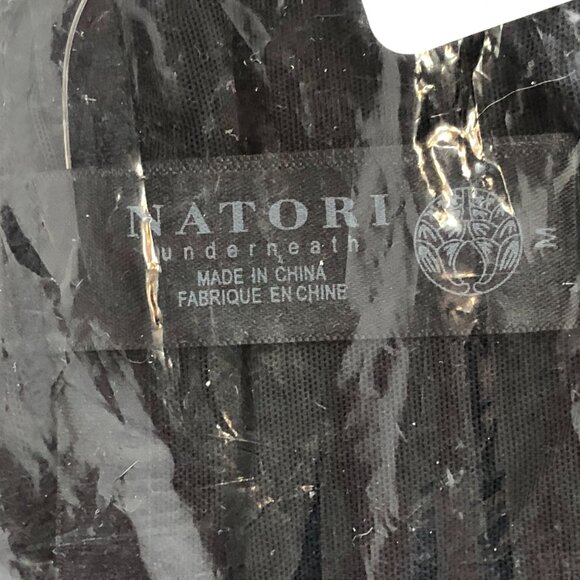 NATORI
underneath
MADE IN CHINA
FABRIQUE EN CHINE
M